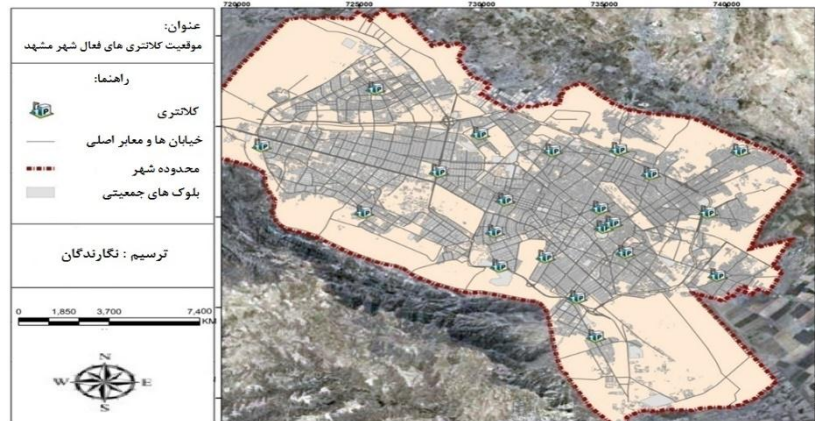 720000 725000 730000 735000 740000
عنوان:
موقعیت کلانتری های فعال شهر مشهد
راهنما:
کلانتری
خیابان ها و معابر اصلی
محدوده شهر
بلوک های جمعیتی
ترسیم : نگارندگان
0 1,850 3,700 7,400
KM
N
W E
S